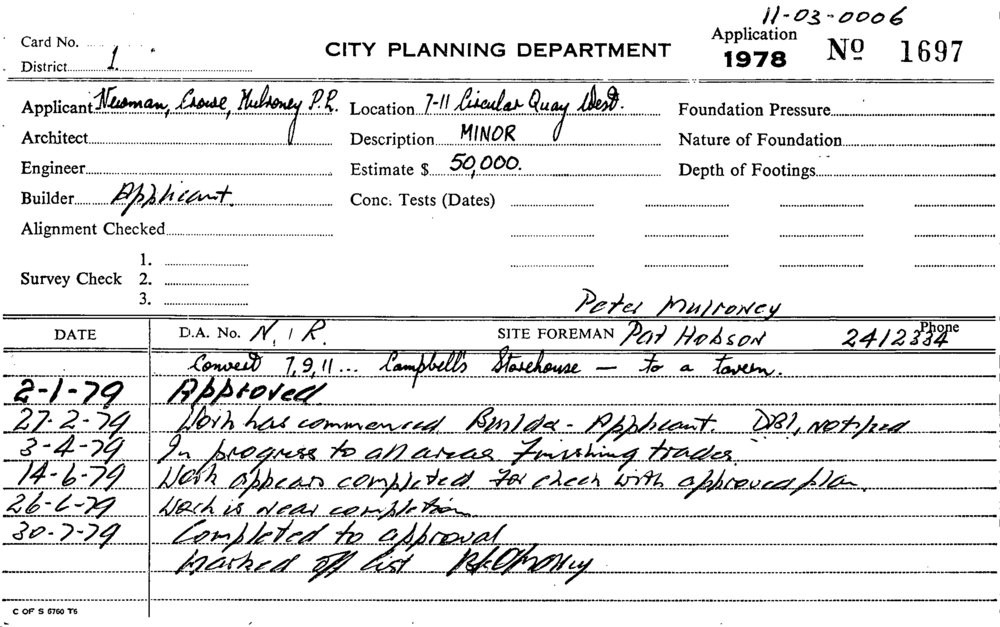 11-03-0006
Card No.
CITY PLANNING DEPARTMENT
Application
1978 No 1697
District 1
Applicant Newman, Crowe, Mulroney P.L. Location 7-11 Circular Quay West. Foundation Pressure
Architect Description MINOR Nature of Foundation
Engineer Estimate $ 50,000. Depth of Footings
Builder Applicant. Conc. Tests (Dates)
Alignment Checked
1.
Survey Check 2.
3.
Peter Mulroney
DATE D.A. No. N.R. SITE FOREMAN Pat HOBSON Phone 2412334
Convert 7, 9, 11 ... Campbell's Storehouse — to a tavern.
2-1-79 Approved
27-2-79 Work has commenced Builder - Applicant. DBI, notified
3-4-79 In progress to all areas Finishing trades.
14-6-79 Work appears completed. For check with approved plan.
26-6-79 Work is near completion
30-7-79 Completed to approval
Marked off list
C OF S 6760 T6